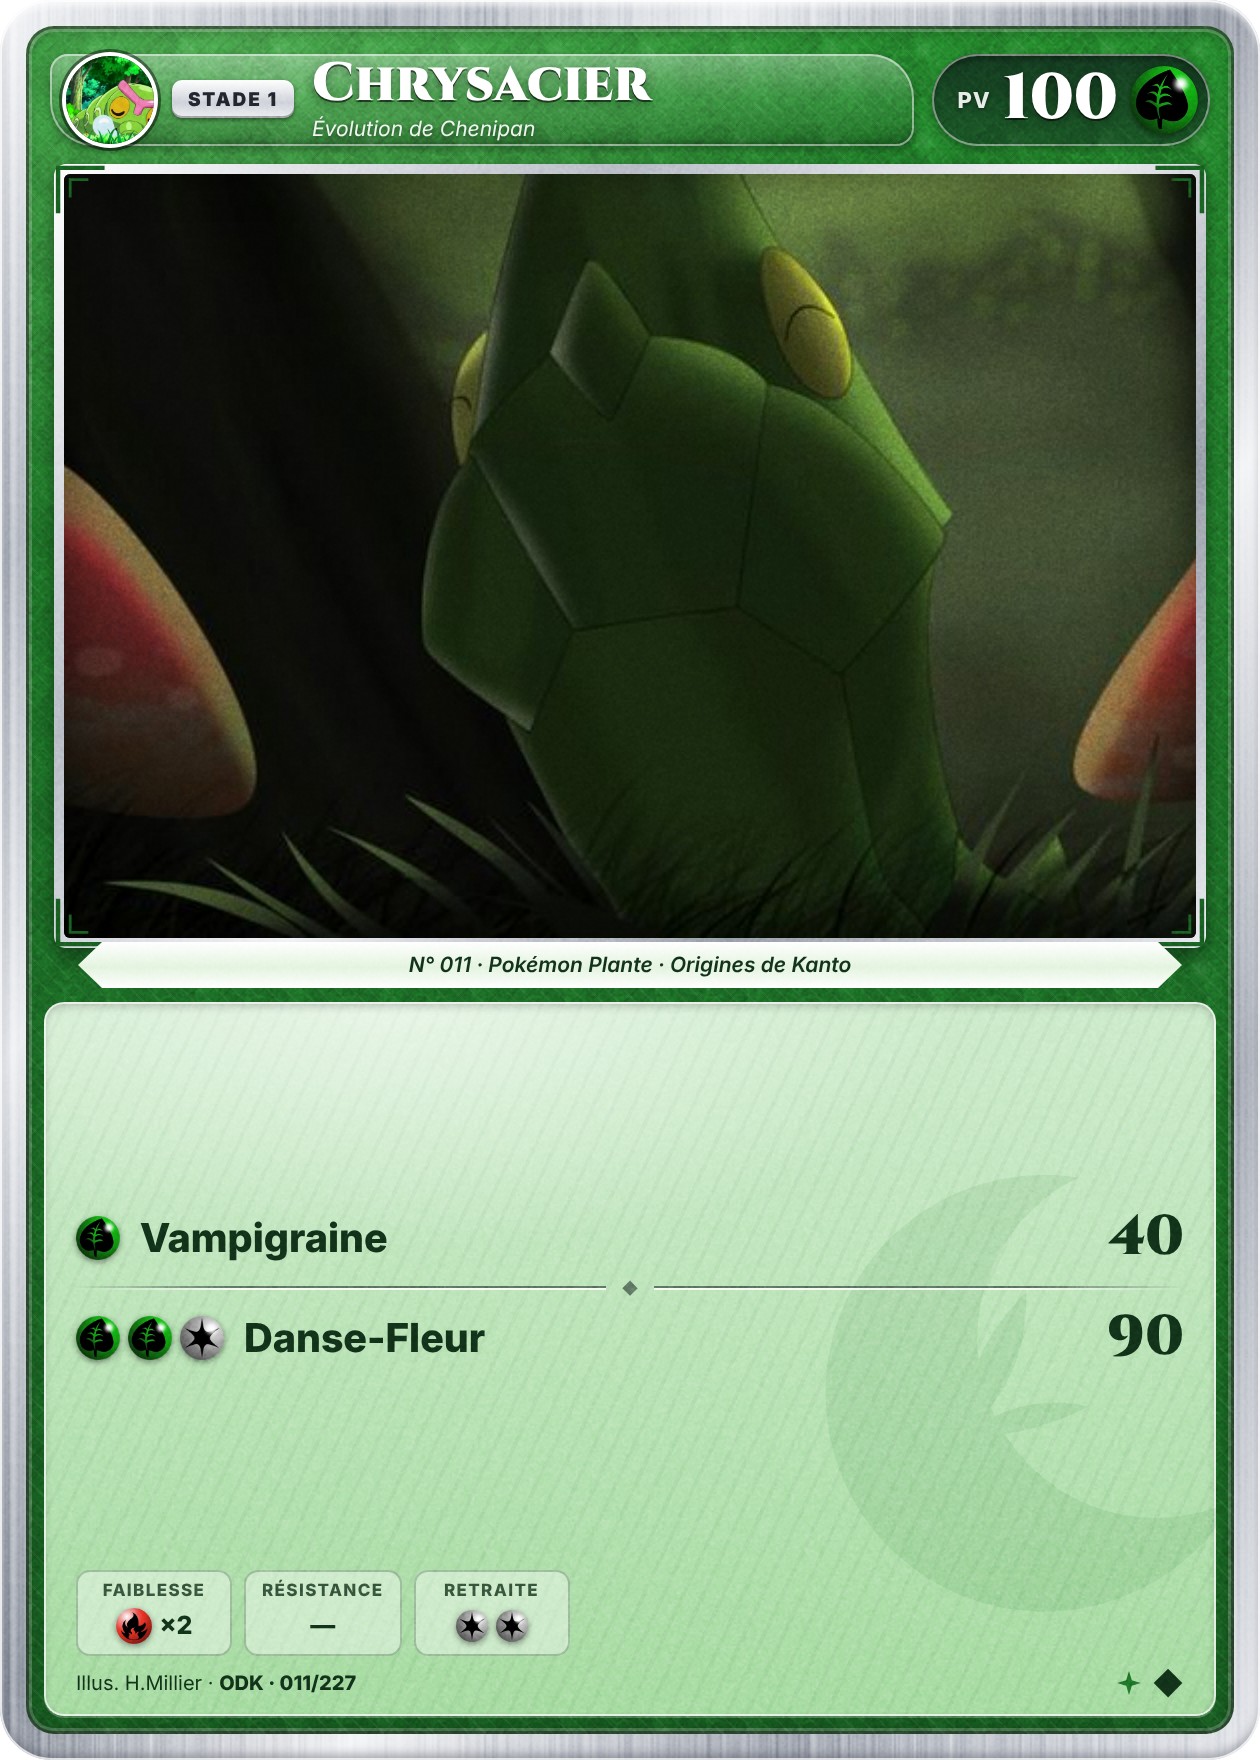 STADE 1
Chrysacier
Évolution de Chenipan
PV 100
N° 011 · Pokémon Plante · Origines de Kanto
Vampigraine 40
Danse-Fleur 90
FAIBLESSE
×2
RÉSISTANCE
—
RETRAITE
Illus. H.Millier · ODK · 011/227